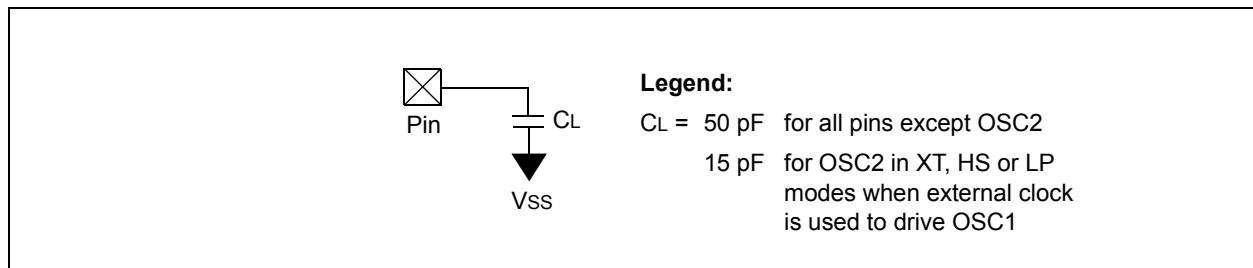 Pin
CL
VSS
Legend:
CL = 50 pF for all pins except OSC2
15 pF for OSC2 in XT, HS or LP
modes when external clock
is used to drive OSC1